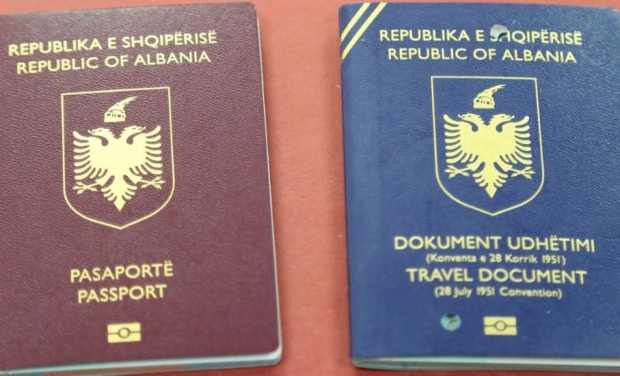 REPUBLIKA E SHQIPËRISË
REPUBLIC OF ALBANIA
PASAPORTË
PASSPORT
REPUBLIKA E SHQIPËRISË
REPUBLIC OF ALBANIA
DOKUMENT UDHËTIMI
(Konventa e 28 Korrik 1951)
TRAVEL DOCUMENT
(28 July 1951 Convention)